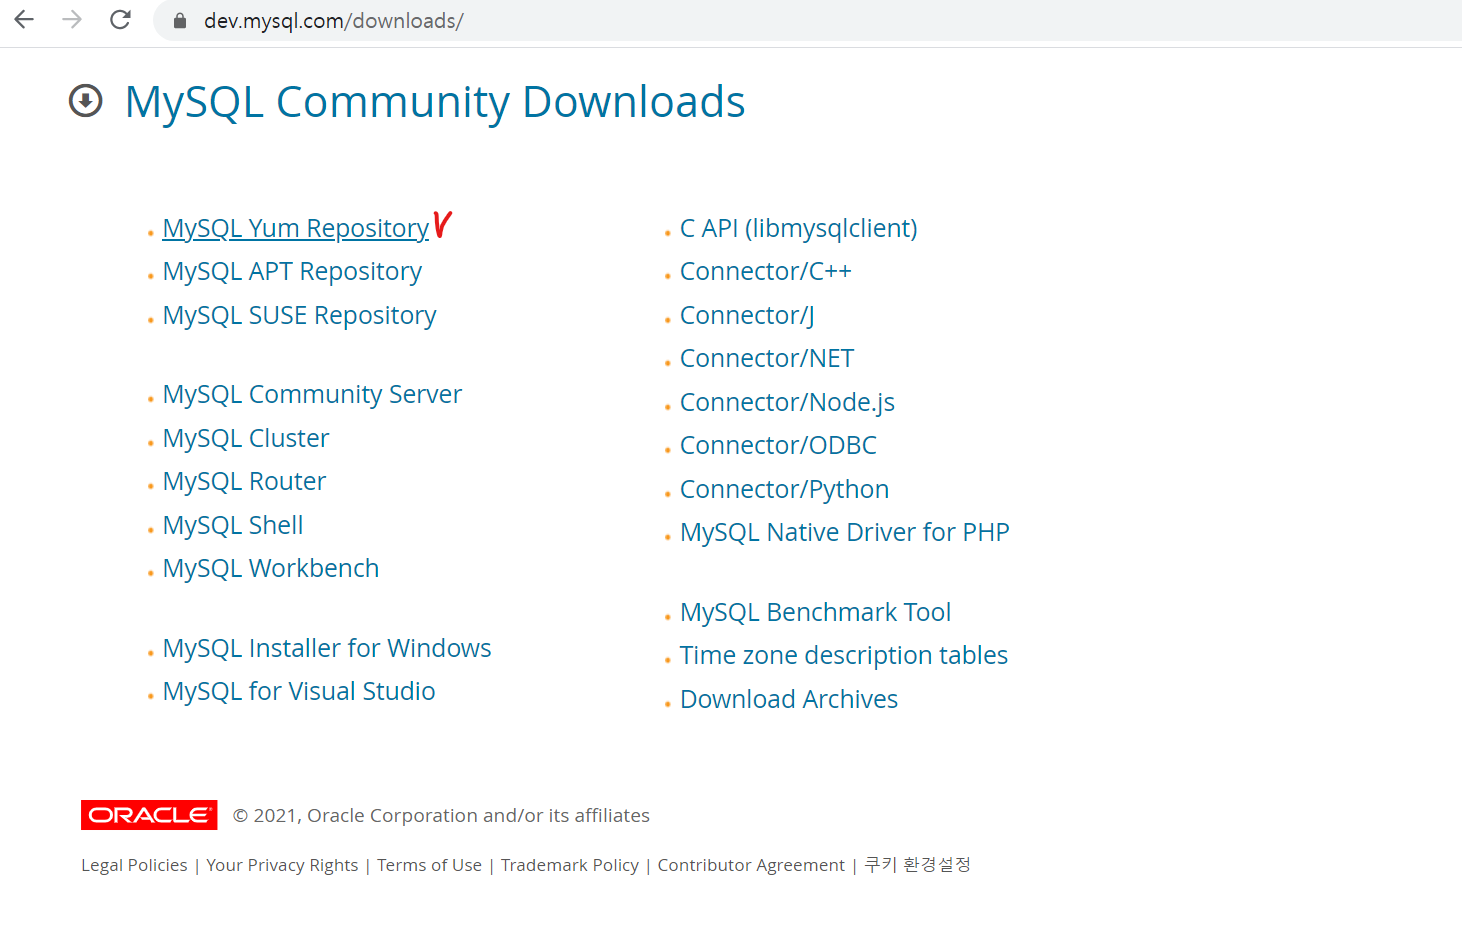 dev.mysql.com/downloads/
MySQL Community Downloads
MySQL Yum Repository
MySQL APT Repository
MySQL SUSE Repository
MySQL Community Server
MySQL Cluster
MySQL Router
MySQL Shell
MySQL Workbench
MySQL Installer for Windows
MySQL for Visual Studio
C API (libmysqlclient)
Connector/C++
Connector/J
Connector/NET
Connector/Node.js
Connector/ODBC
Connector/Python
MySQL Native Driver for PHP
MySQL Benchmark Tool
Time zone description tables
Download Archives
ORACLE © 2021, Oracle Corporation and/or its affiliates
Legal Policies | Your Privacy Rights | Terms of Use | Trademark Policy | Contributor Agreement | 쿠키 환경설정